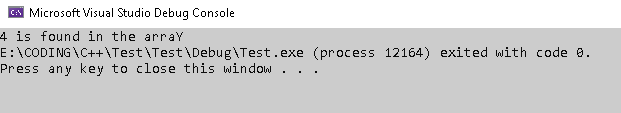 Microsoft Visual Studio Debug Console
4 is found in the arraY
E:\CODING\C++\Test\Test\Debug\Test.exe (process 12164) exited with code 0.
Press any key to close this window . . .